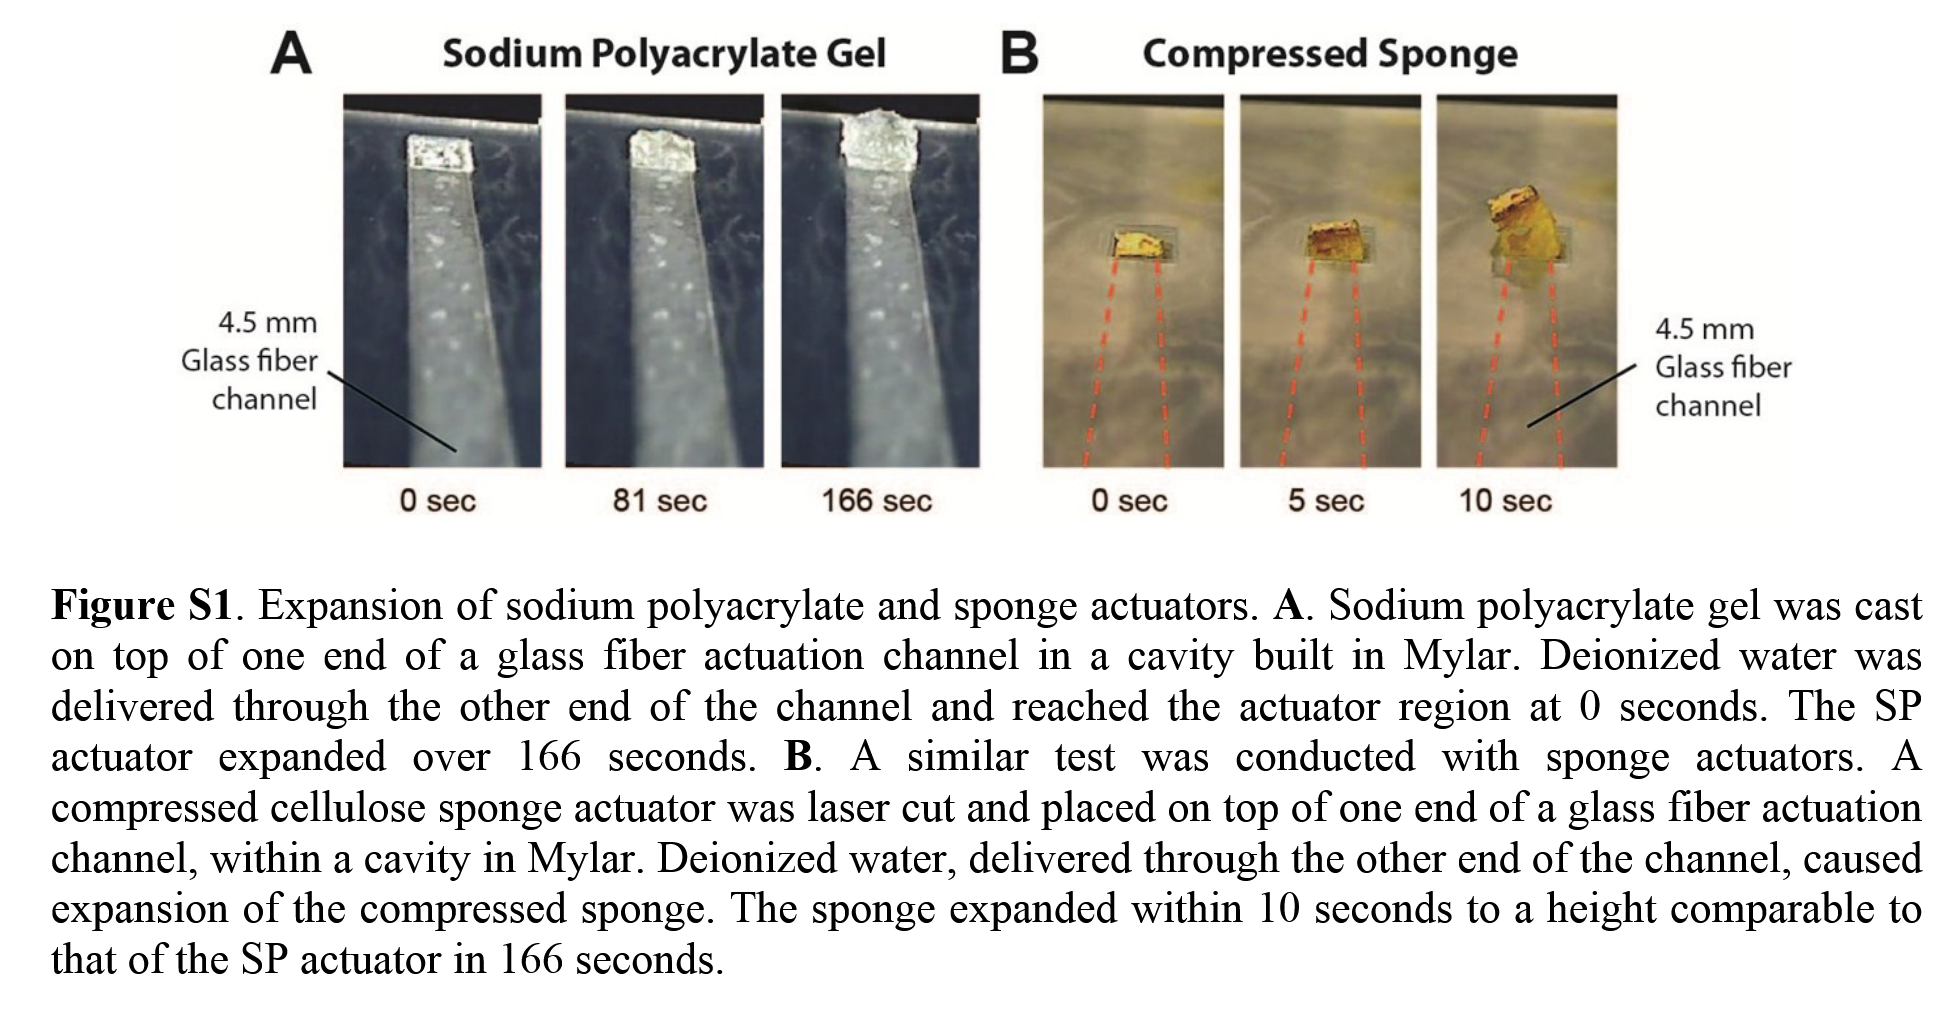 A Sodium Polyacrylate Gel
B Compressed Sponge
4.5 mm
Glass fiber
channel
4.5 mm
Glass fiber
channel
0 sec 81 sec 166 sec
0 sec 5 sec 10 sec
Figure S1. Expansion of sodium polyacrylate and sponge actuators. A. Sodium polyacrylate gel was cast
on top of one end of a glass fiber actuation channel in a cavity built in Mylar. Deionized water was
delivered through the other end of the channel and reached the actuator region at 0 seconds. The SP
actuator expanded over 166 seconds. B. A similar test was conducted with sponge actuators. A
compressed cellulose sponge actuator was laser cut and placed on top of one end of a glass fiber actuation
channel, within a cavity in Mylar. Deionized water, delivered through the other end of the channel, caused
expansion of the compressed sponge. The sponge expanded within 10 seconds to a height comparable to
that of the SP actuator in 166 seconds.